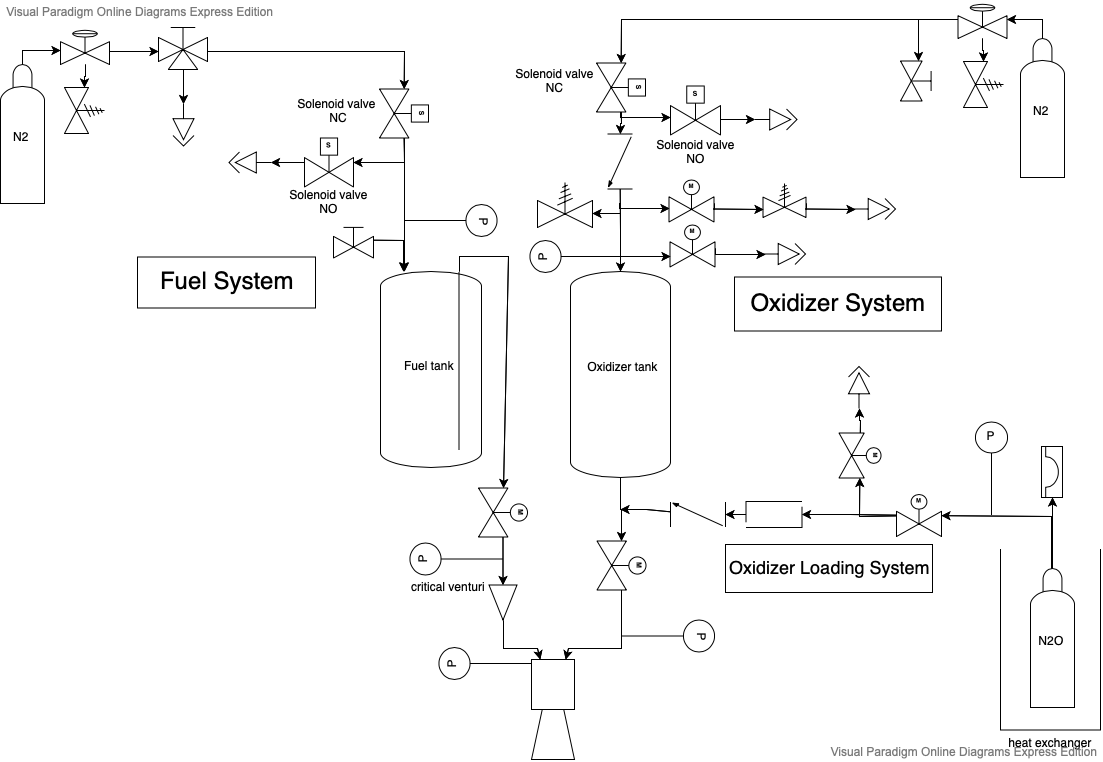 Visual Paradigm Online Diagrams Express Edition
N2
Solenoid valve
NC
S
S
Solenoid valve
NO
P
Fuel System
Fuel tank
M
P
critical venturi
P
Solenoid valve
NC
S
S
Solenoid valve
NO
N2
M
P
M
Oxidizer System
Oxidizer tank
M
P
M
M
P
Oxidizer Loading System
N2O
heat exchanger
Visual Paradigm Online Diagrams Express Edition